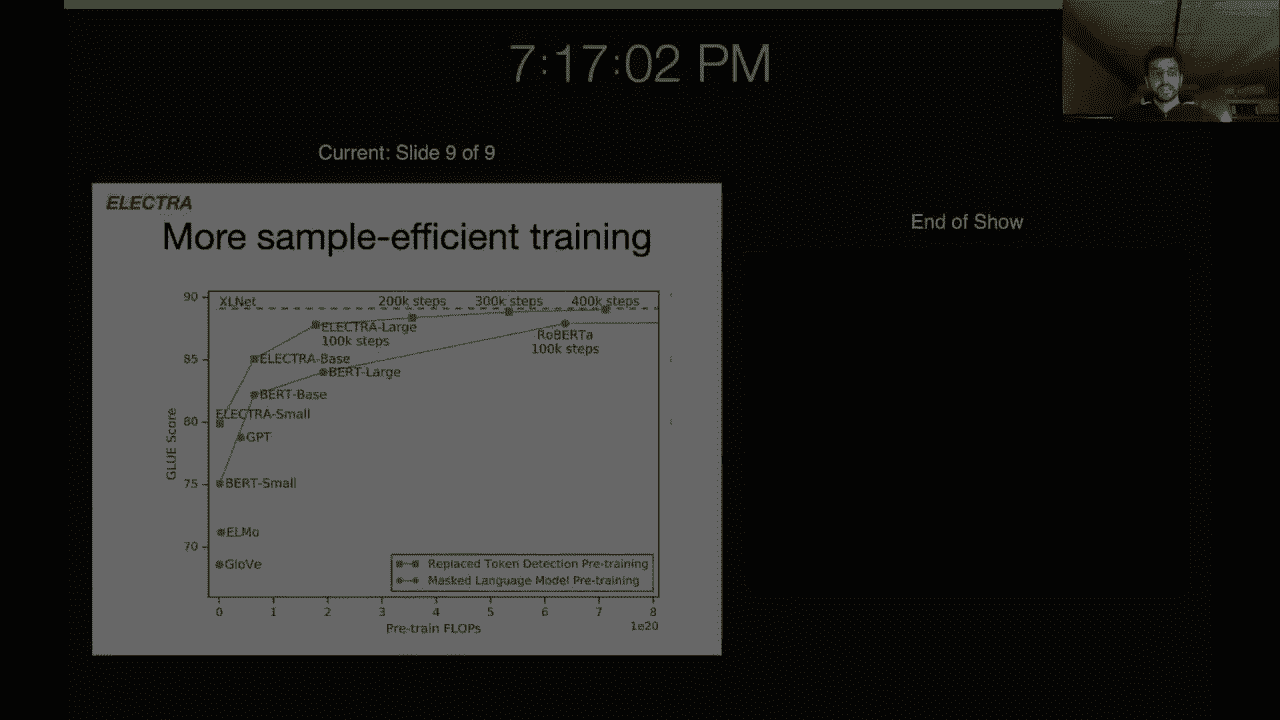 7:17:02 PM
Current: Slide 9 of 9
End of Show
ELECTRA
More sample-efficient training
90
XLNet
200k steps
300k steps
400k steps
ELECTRA-Large
100k steps
RoBERTa
100k steps
85
ELECTRA-Base
BERT-Large
BERT-Base
ELECTRA-Small
80
GPT
GLUE Score
75
BERT-Small
ELMo
70
GloVe
Replaced Token Detection Pre-training
Masked Language Model Pre-training
0 1 2 3 4 5 6 7 8
Pre-train FLOPs
1e20